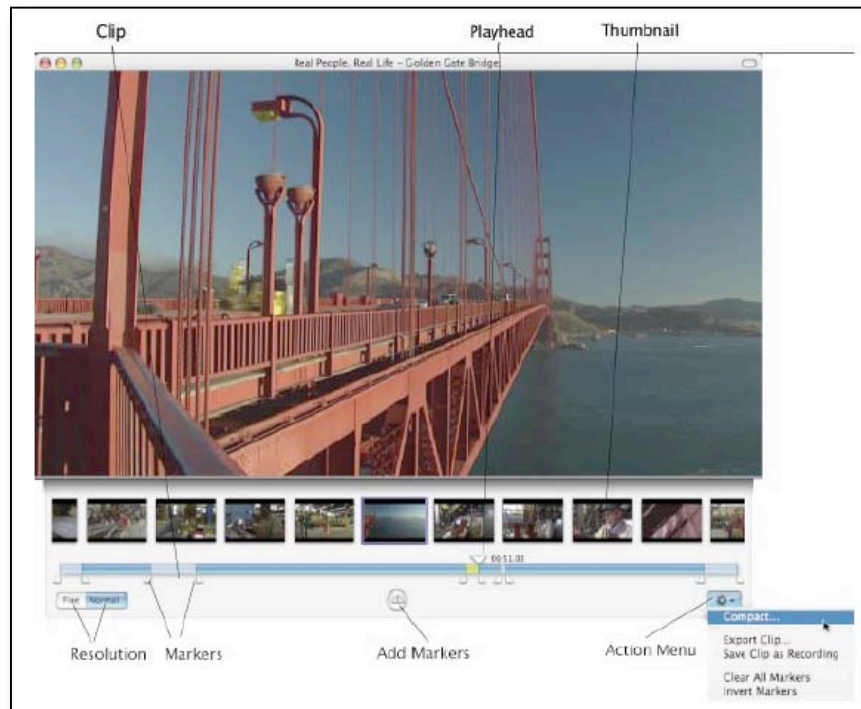 Clip
Playhead
Thumbnail
Real People, Real Life – Golden Gate Bridge
06:51.03
Fine
Normal
Compact...
Resolution
Markers
Add Markers
Action Menu
Export Clip...
Save Clip as Recording
Clear All Markers
Invert Markers